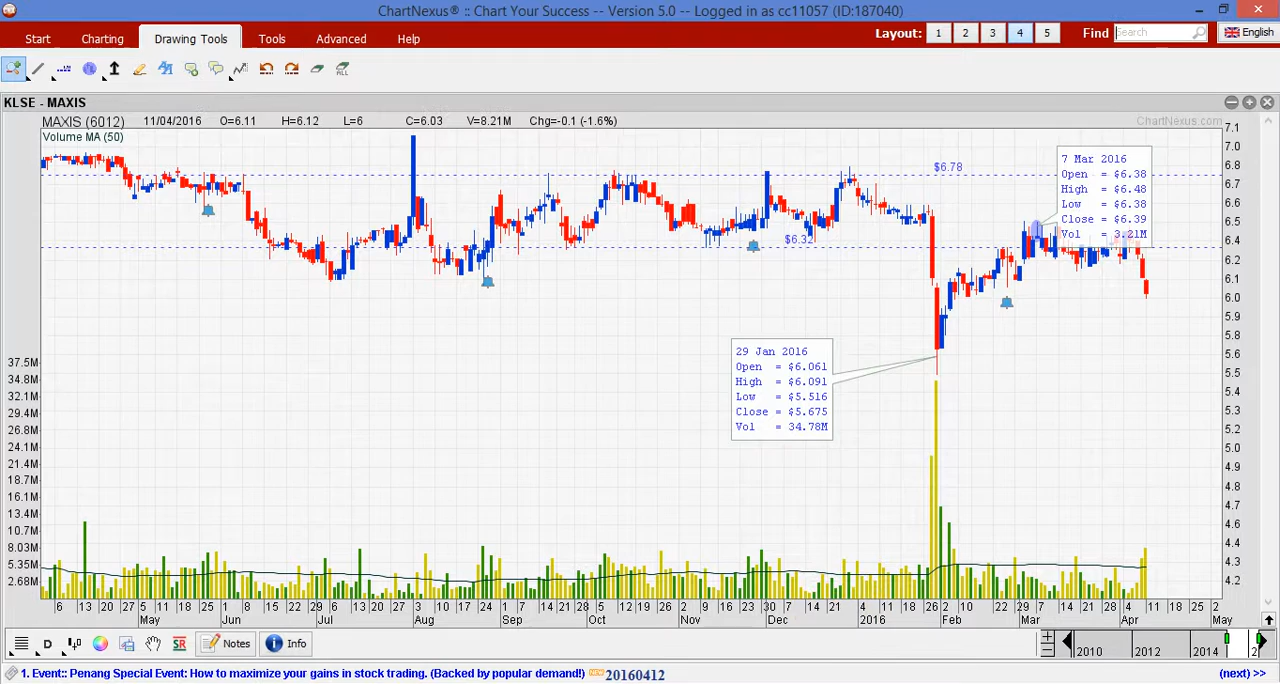 ChartNexus® :: Chart Your Success -- Version 5.0 -- Logged in as cc11057 (ID:187040)
Start Charting Drawing Tools Tools Advanced Help Layout: 1 2 3 4 5 Find Search English
ALL
KLSE - MAXIS
MAXIS (6012) 11/04/2016 O=6.11 H=6.12 L=6 C=6.03 V=8.21M Chg=-0.1 (-1.6%) ChartNexus.com
Volume MA (50)
$6.78
$6.32
7 Mar 2016
Open = $6.38
High = $6.48
Low = $6.38
Close = $6.39
Vol = 3.21M
29 Jan 2016
Open = $6.061
High = $6.091
Low = $5.516
Close = $5.675
Vol = 34.78M
7.1
7.0
6.8
6.7
6.6
6.5
6.4
6.2
6.1
6.0
5.9
5.8
5.6
5.5
5.4
5.3
5.2
5.0
4.9
4.8
4.7
4.6
4.4
4.3
4.2
37.5M
34.8M
32.1M
29.4M
26.8M
24.1M
21.4M
18.7M
16.1M
13.4M
10.7M
8.03M
5.35M
2.68M
6 13 20 27 5 11 18 25 1 8 15 22 29 6 13 20 27 3 10 17 24 1 7 14 21 28 5 12 19 26 2 9 16 23 30 7 14 21 28 4 11 18 26 2 10 22 29 7 14 21 28 4 11 18 25 2
May Jun Jul Aug Sep Oct Nov Dec 2016 Feb Mar Apr May
D SR Notes Info 2010 2012 2014 2
1. Event:: Penang Special Event: How to maximize your gains in stock trading. (Backed by popular demand!) NEW 20160412 (next) >>